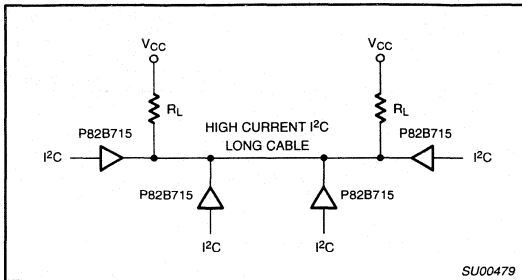 VCC
VCC
RL
RL
P82B715
HIGH CURRENT I2C
LONG CABLE
P82B715
I2C
I2C
P82B715
P82B715
I2C
I2C
SU00479